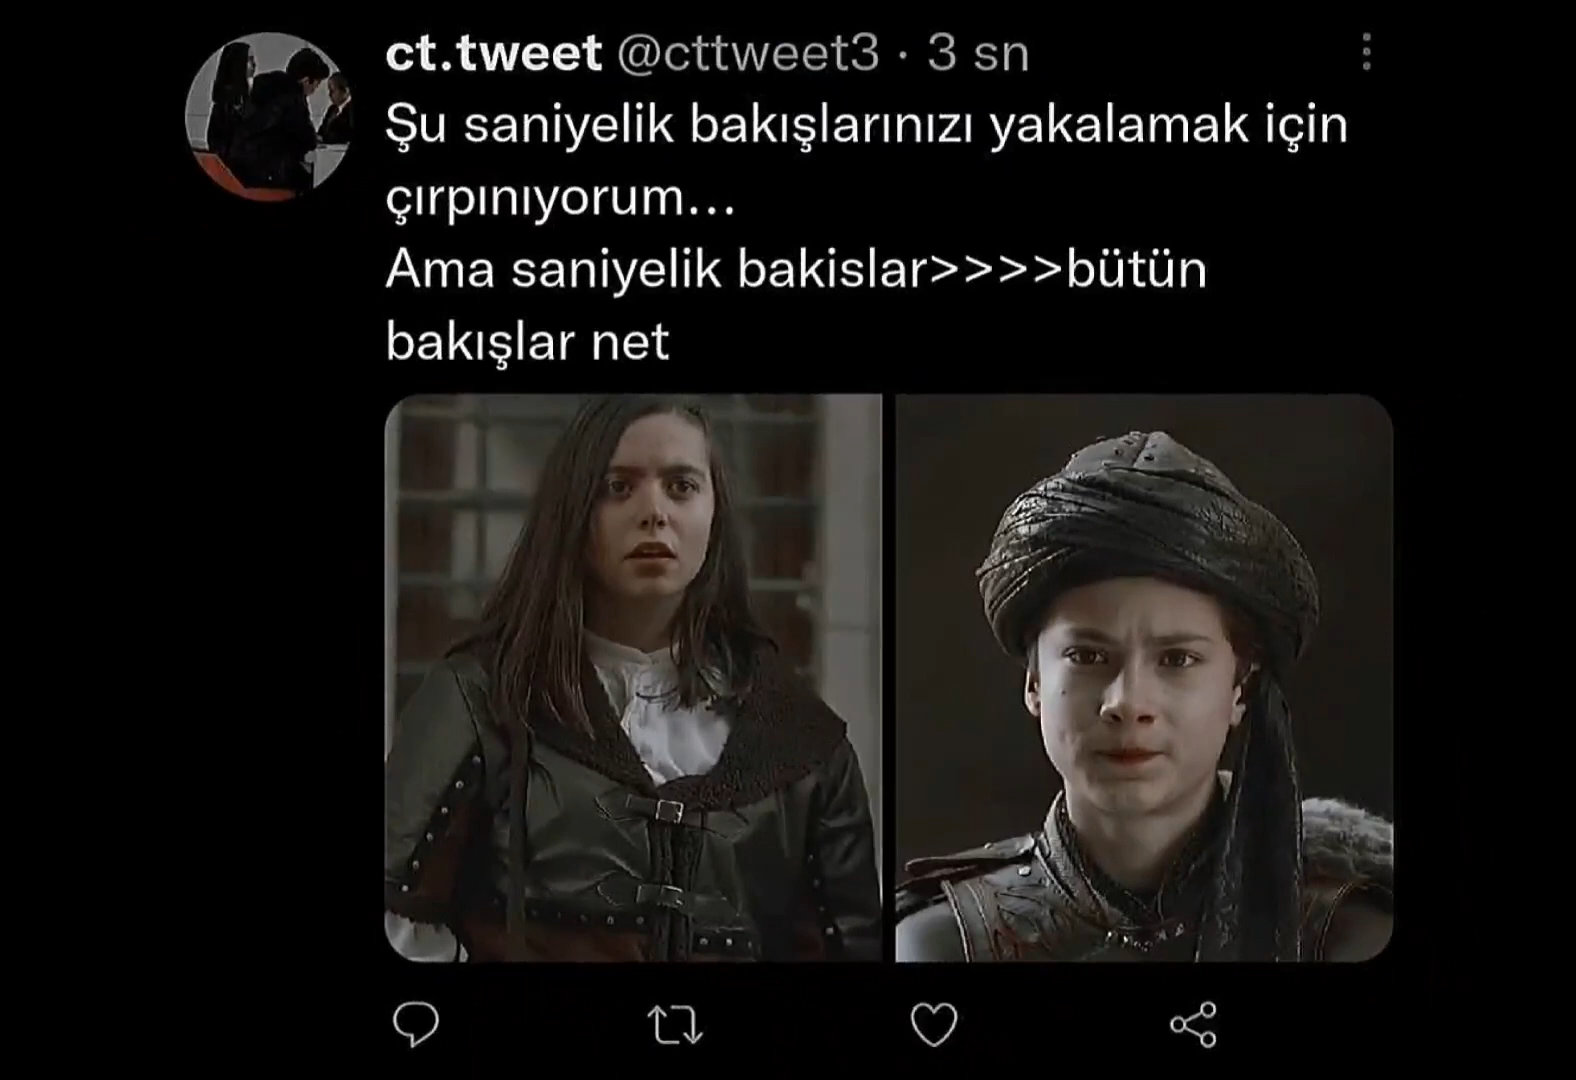 ct.tweet @cttweet3 · 3 sn
Şu saniyelik bakışlarınızı yakalamak için
çırpınıyorum...
Ama saniyelik bakislar>>>>bütün
bakışlar net